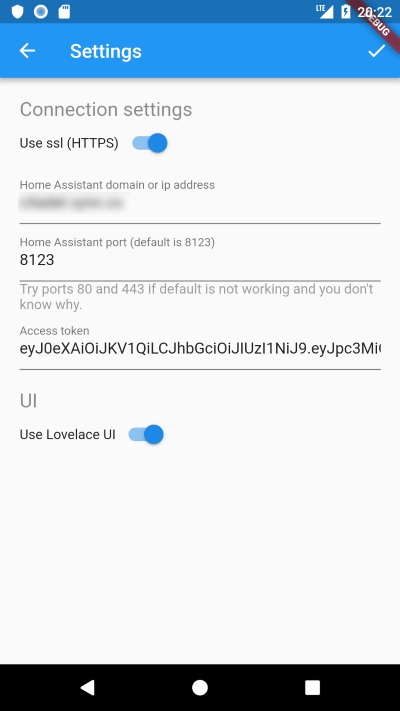 LTE 20:22
DEBUG
Settings
Connection settings
Use ssl (HTTPS)
Home Assistant domain or ip address
Home Assistant port (default is 8123)
8123
Try ports 80 and 443 if default is not working and you don't
know why.
Access token
eyJ0eXAiOiJKV1QiLCJhbGciOiJIUzI1NiJ9.eyJpc3Mi
UI
Use Lovelace UI